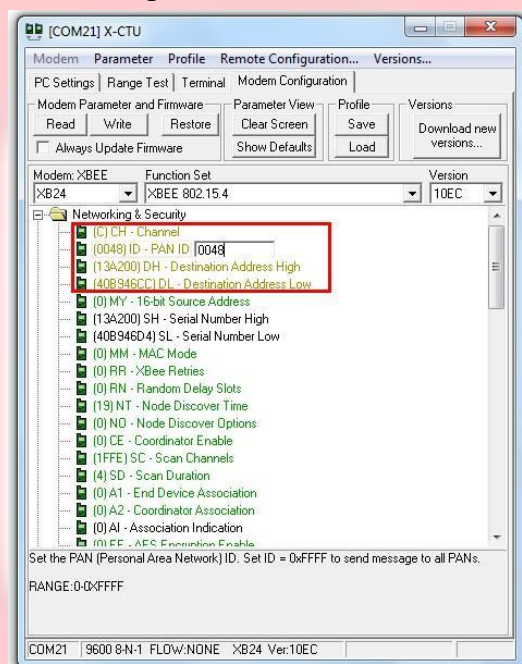 [COM21] X-CTU
Modem Parameter Profile Remote Configuration... Versions...
PC Settings Range Test Terminal Modem Configuration
Modem Parameter and Firmware Parameter View Profile Versions
Read Write Restore Clear Screen Save Download new versions...
Always Update Firmware Show Defaults Load
Modem: XBEE Function Set Version
XB24 XBEE 802.15.4 10EC
Networking & Security
(C) CH - Channel
(0048) ID - PAN ID 0048
(13A200) DH - Destination Address High
(40B946CC) DL - Destination Address Low
(0) MY - 16-bit Source Address
(13A200) SH - Serial Number High
(40B946D4) SL - Serial Number Low
(0) MM - MAC Mode
(0) RR - XBee Retries
(0) RN - Random Delay Slots
(19) NT - Node Discover Time
(0) NO - Node Discover Options
(0) CE - Coordinator Enable
(1FFE) SC - Scan Channels
(4) SD - Scan Duration
(0) A1 - End Device Association
(0) A2 - Coordinator Association
(0) AI - Association Indication
(0) EE - AES Encryption Enable
Set the PAN (Personal Area Network) ID. Set ID = 0xFFFF to send message to all PANs.
RANGE:0-0XFFFF
COM21 9600 8-N-1 FLOW:NONE XB24 Ver:10EC